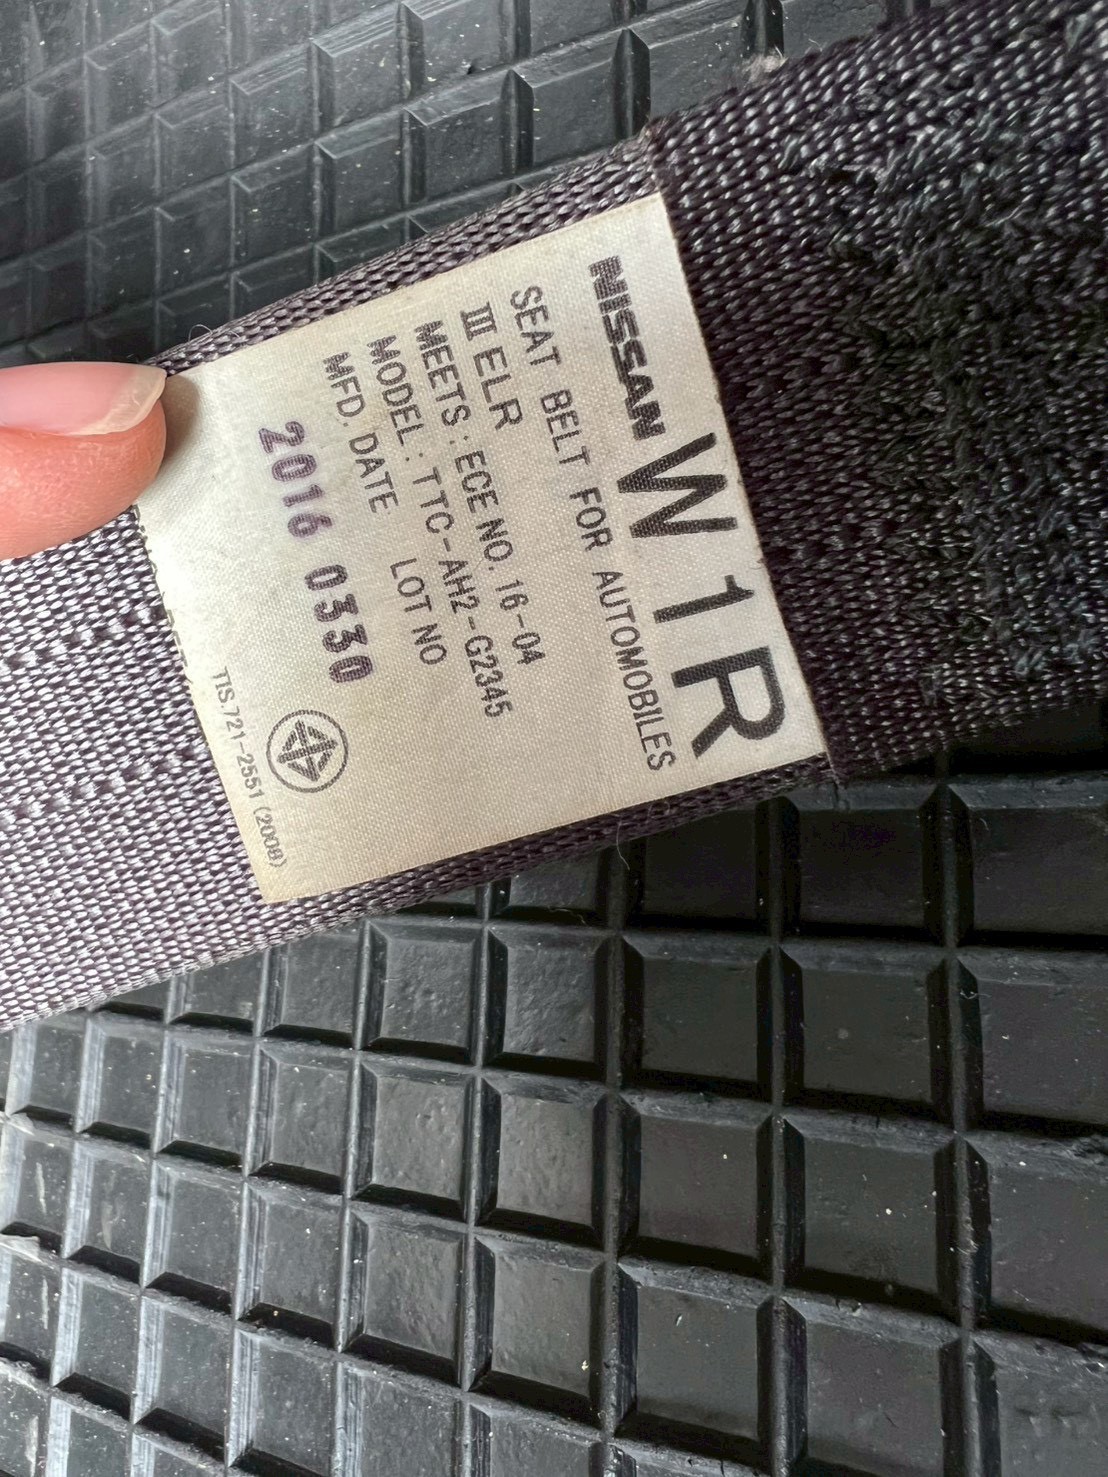 NISSAN W1R
SEAT BELT FOR AUTOMOBILES
III ELR
MEETS : ECE NO. 16-04
MODEL : TTC-AH2-G2345
MFD. DATE LOT NO
2016 0330
TIS.721-2551 (2008)